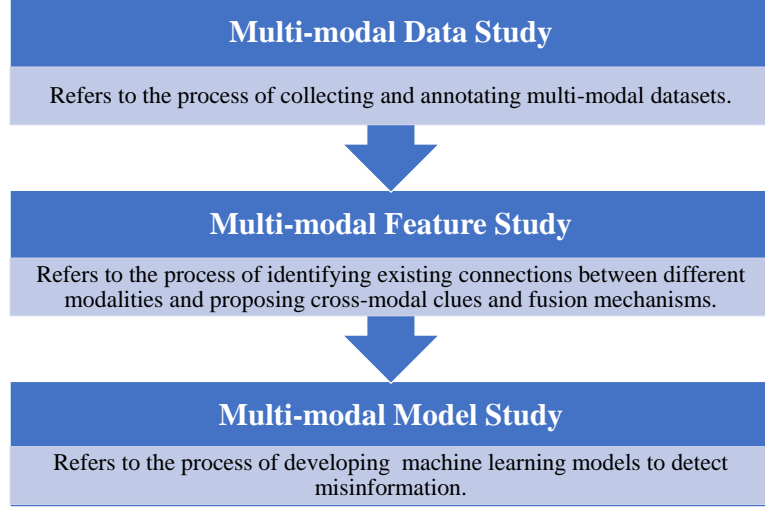 Multi-modal Data Study
Refers to the process of collecting and annotating multi-modal datasets.
Multi-modal Feature Study
Refers to the process of identifying existing connections between different
modalities and proposing cross-modal clues and fusion mechanisms.
Multi-modal Model Study
Refers to the process of developing machine learning models to detect
misinformation.